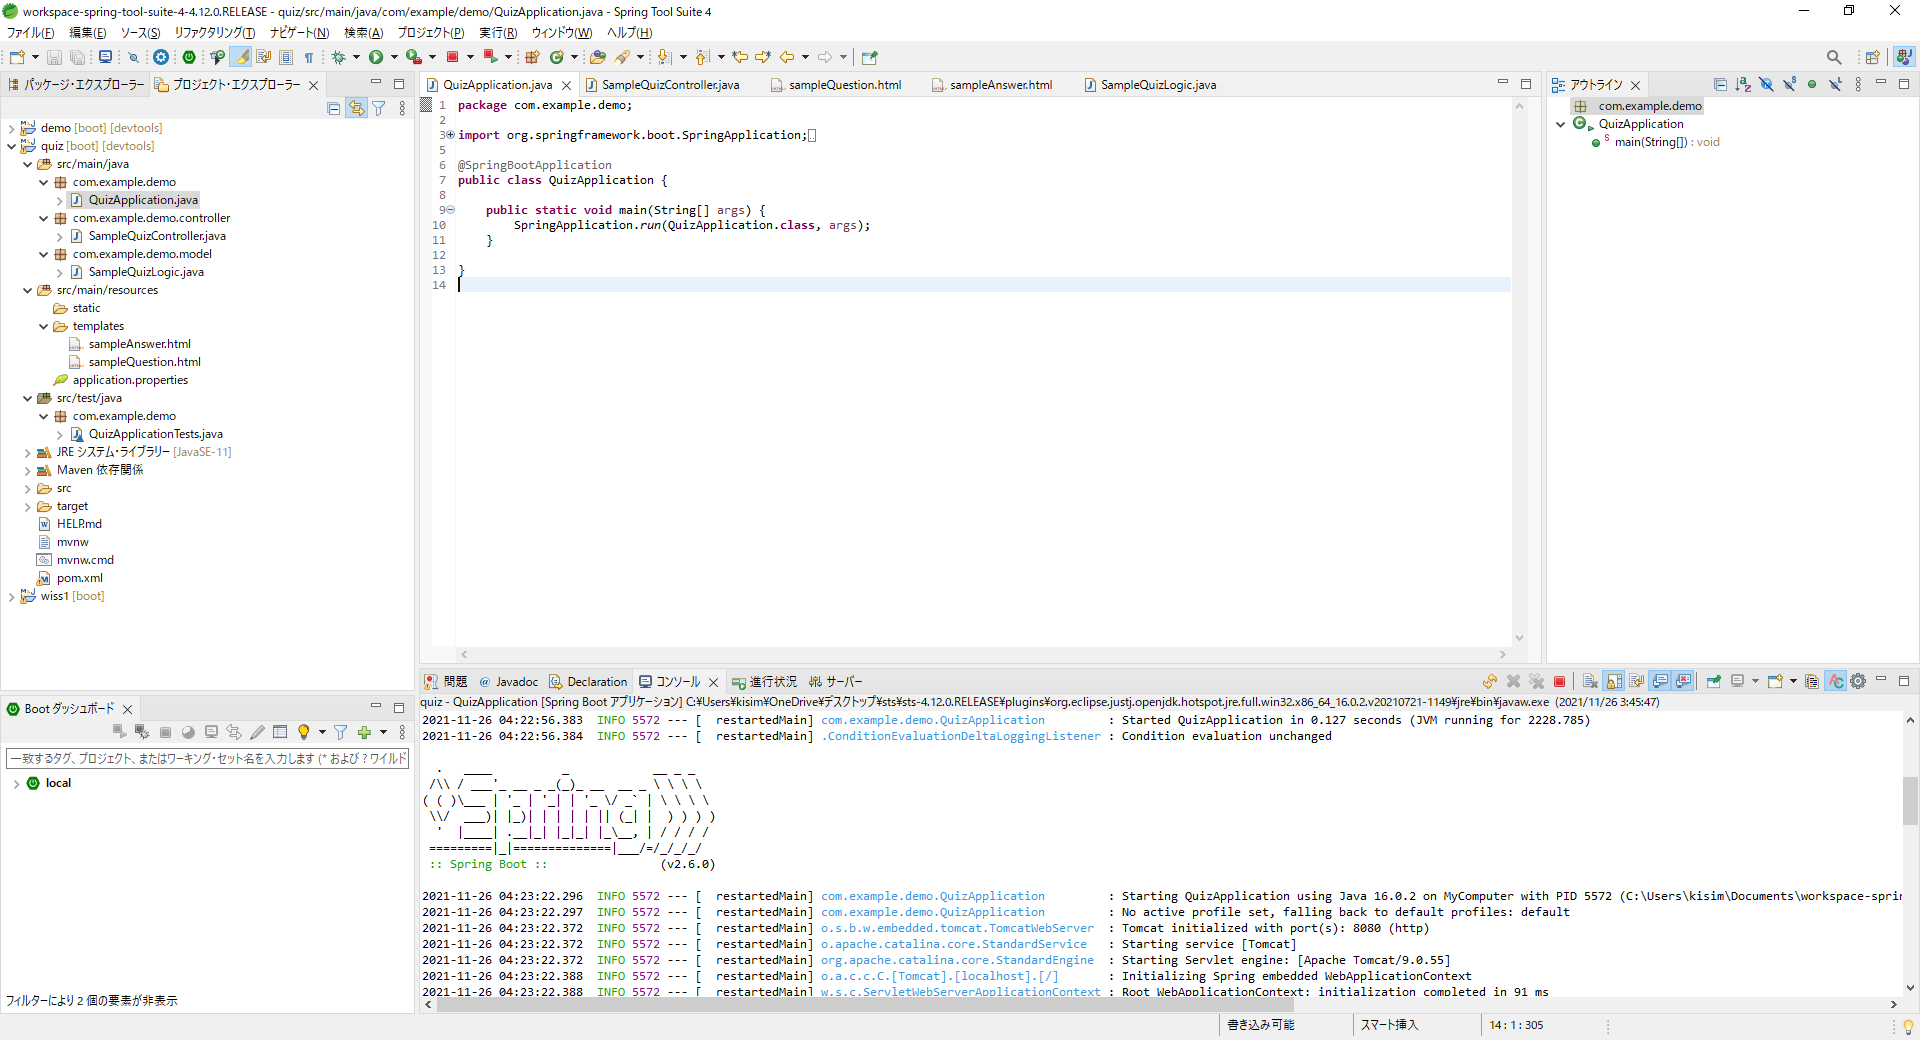 workspace-spring-tool-suite-4-4.12.0.RELEASE - quiz/src/main/java/com/example/demo/QuizApplication.java - Spring Tool Suite 4
ファイル(F) 編集(E) ソース(S) リファクタリング(T) ナビゲート(N) 検索(A) プロジェクト(P) 実行(R) ウィンドウ(W) ヘルプ(H)
パッケージ・エクスプローラー プロジェクト・エクスプローラー
demo [boot] [devtools]
quiz [boot] [devtools]
src/main/java
com.example.demo
QuizApplication.java
com.example.demo.controller
SampleQuizController.java
com.example.demo.model
SampleQuizLogic.java
src/main/resources
static
templates
sampleAnswer.html
sampleQuestion.html
application.properties
src/test/java
com.example.demo
QuizApplicationTests.java
JRE システム・ライブラリー [JavaSE-11]
Maven 依存関係
src
target
HELP.md
mvnw
mvnw.cmd
pom.xml
wiss1 [boot]
QuizApplication.java SampleQuizController.java sampleQuestion.html sampleAnswer.html SampleQuizLogic.java
1 package com.example.demo;
2
3 import org.springframework.boot.SpringApplication;
5
6 @SpringBootApplication
7 public class QuizApplication {
8
9 public static void main(String[] args) {
10 SpringApplication.run(QuizApplication.class, args);
11 }
12
13 }
14
アウトライン
com.example.demo
QuizApplication
main(String[]) : void
Boot ダッシュボード
一致するタグ、プロジェクト、またはワーキング・セット名を入力します (* および ? ワイルド
local
フィルターにより 2 個の要素が非表示
問題 @ Javadoc Declaration コンソール 進行状況 サーバー
quiz - QuizApplication [Spring Boot アプリケーション] C:¥Users¥kisim¥OneDrive¥デスクトップ¥sts¥sts-4.12.0.RELEASE¥plugins¥org.eclipse.justj.openjdk.hotspot.jre.full.win32.x86_64_16.0.2.v20210721-1149¥jre¥bin¥javaw.exe (2021/11/26 3:45:47)
2021-11-26 04:22:56.383 INFO 5572 --- [ restartedMain] com.example.demo.QuizApplication : Started QuizApplication in 0.127 seconds (JVM running for 2228.785)
2021-11-26 04:22:56.384 INFO 5572 --- [ restartedMain] .ConditionEvaluationDeltaLoggingListener : Condition evaluation unchanged
  .   ____          _            __ _ _
 /\\ / ___'_ __ _ _(_)_ __  __ _ \ \ \ \
( ( )\___ | '_ | '_| | '_ \/ _` | \ \ \ \
 \\/  ___)| |_)| | | | | || (_| |  ) ) ) )
  '  |____| .__|_| |_|_| |_\__, | / / / /
 =========|_|==============|___/=/_/_/_/
 :: Spring Boot ::                (v2.6.0)
2021-11-26 04:23:22.296 INFO 5572 --- [ restartedMain] com.example.demo.QuizApplication : Starting QuizApplication using Java 16.0.2 on MyComputer with PID 5572 (C:\Users\kisim\Documents\workspace-sprin
2021-11-26 04:23:22.297 INFO 5572 --- [ restartedMain] com.example.demo.QuizApplication : No active profile set, falling back to default profiles: default
2021-11-26 04:23:22.372 INFO 5572 --- [ restartedMain] o.s.b.w.embedded.tomcat.TomcatWebServer : Tomcat initialized with port(s): 8080 (http)
2021-11-26 04:23:22.372 INFO 5572 --- [ restartedMain] o.apache.catalina.core.StandardService : Starting service [Tomcat]
2021-11-26 04:23:22.372 INFO 5572 --- [ restartedMain] org.apache.catalina.core.StandardEngine : Starting Servlet engine: [Apache Tomcat/9.0.55]
2021-11-26 04:23:22.388 INFO 5572 --- [ restartedMain] o.a.c.c.C.[Tomcat].[localhost].[/] : Initializing Spring embedded WebApplicationContext
2021-11-26 04:23:22.388 INFO 5572 --- [ restartedMain] w.s.c.ServletWebServerApplicationContext : Root WebApplicationContext: initialization completed in 91 ms
書き込み可能 スマート挿入 14 : 1 : 305